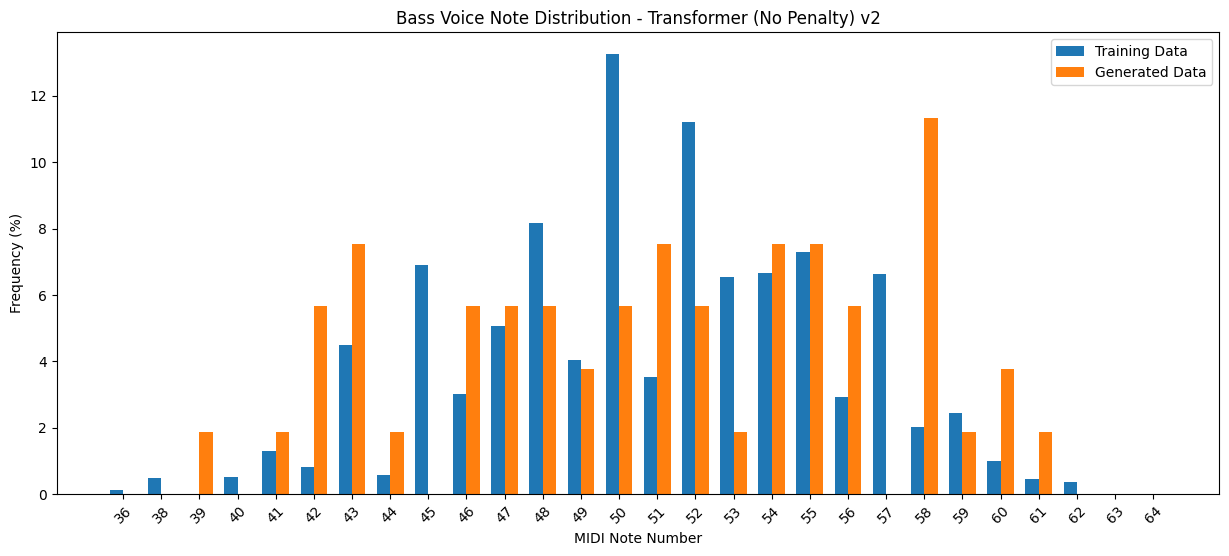 Bass Voice Note Distribution - Transformer (No Penalty) v2
Training Data
Generated Data
Frequency (%)
12
10
8
6
4
2
0
36 38 39 40 41 42 43 44 45 46 47 48 49 50 51 52 53 54 55 56 57 58 59 60 61 62 63 64
MIDI Note Number